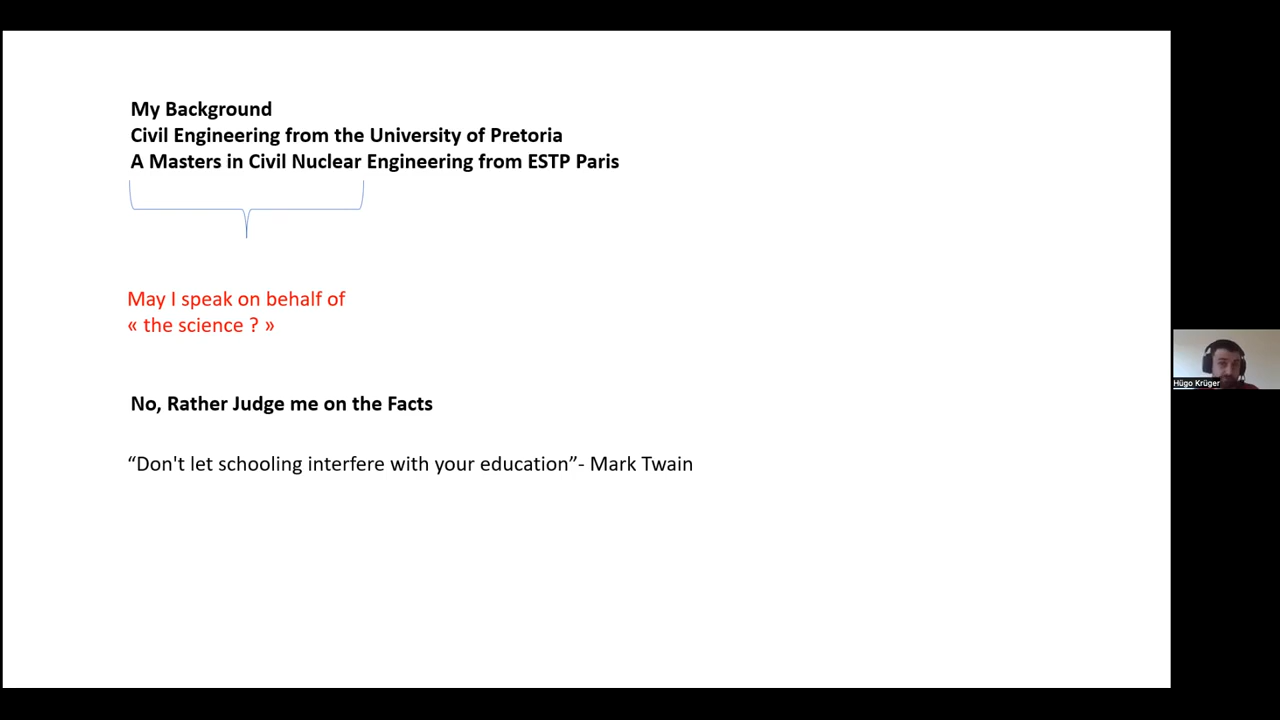 My Background
Civil Engineering from the University of Pretoria
A Masters in Civil Nuclear Engineering from ESTP Paris
May I speak on behalf of
« the science ? »
No, Rather Judge me on the Facts
“Don't let schooling interfere with your education”- Mark Twain
Hügo Krüger